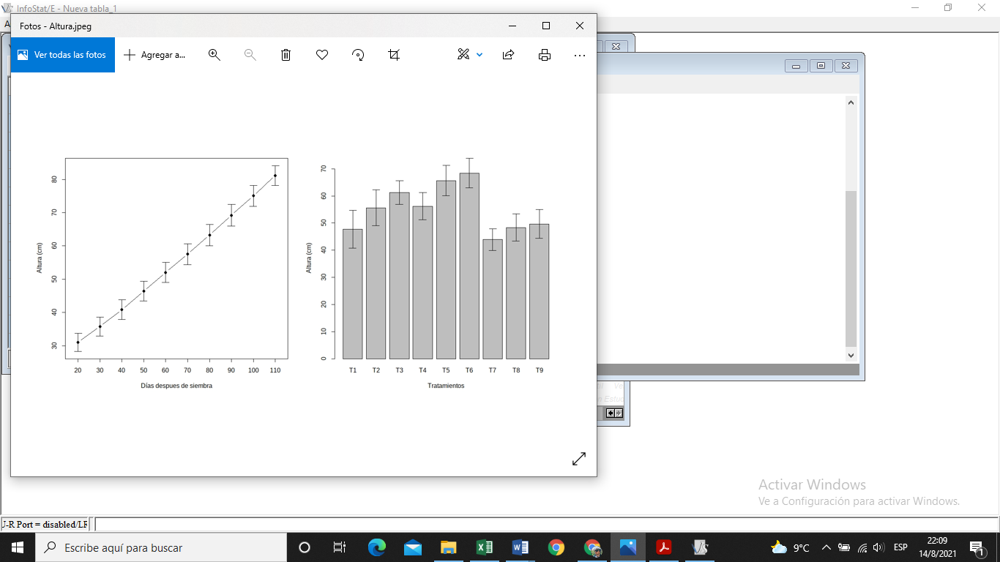 InfoStat/E - Nueva tabla_1
A
Fotos - Altura.jpeg
Ver todas las fotos
Agregar a...
Altura (cm)
80
70
60
50
40
30
20 30 40 50 60 70 80 90 100 110
Días despues de siembra
Altura (cm)
70
60
50
40
30
20
10
0
T1 T2 T3 T4 T5 T6 T7 T8 T9
Tratamientos
Activar Windows
Ve a Configuración para activar Windows.
Escribe aquí para buscar
9°C
ESP
22:09
14/8/2021
1